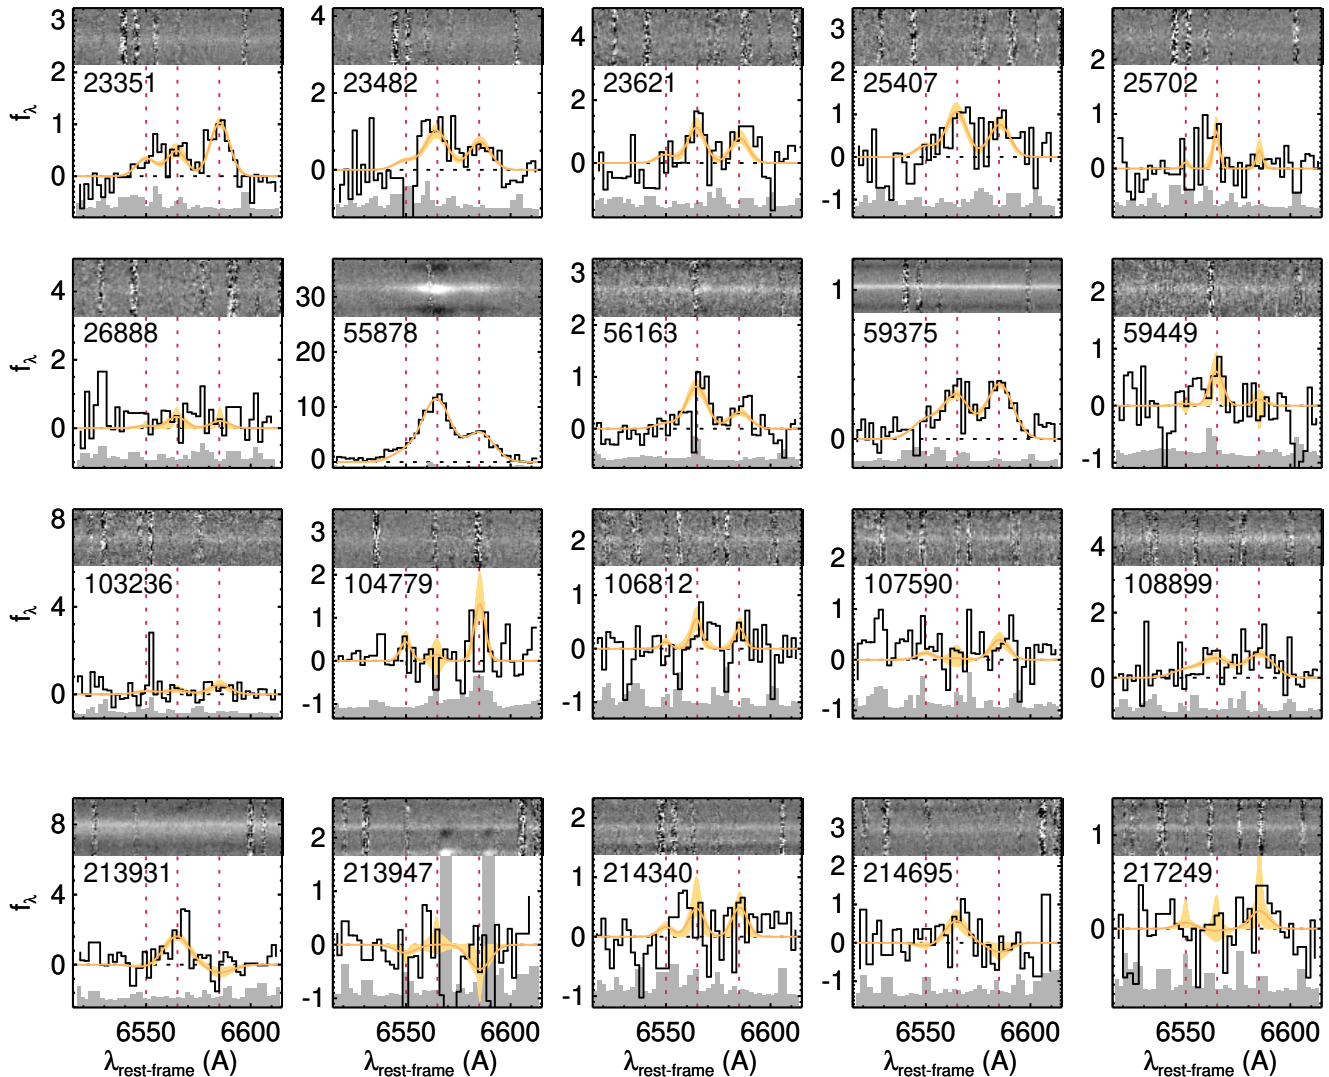 3 2 1 0 fλ 23351
4 2 0 23482
4 2 0 23621
3 2 1 0 -1 25407
2 1 0 25702
4 2 0 fλ 26888
30 20 10 0 55878
3 2 1 0 56163
1 0 59375
2 1 0 -1 59449
8 4 0 fλ 103236
3 2 1 0 -1 104779
2 1 0 -1 106812
2 1 0 -1 107590
4 2 0 108899
8 4 0 fλ 213931
2 1 0 -1 213947
2 1 0 -1 214340
3 2 1 0 -1 214695
1 0 217249
6550 6600 6550 6600 6550 6600 6550 6600 6550 6600
λrest-frame (A) λrest-frame (A) λrest-frame (A) λrest-frame (A) λrest-frame (A)